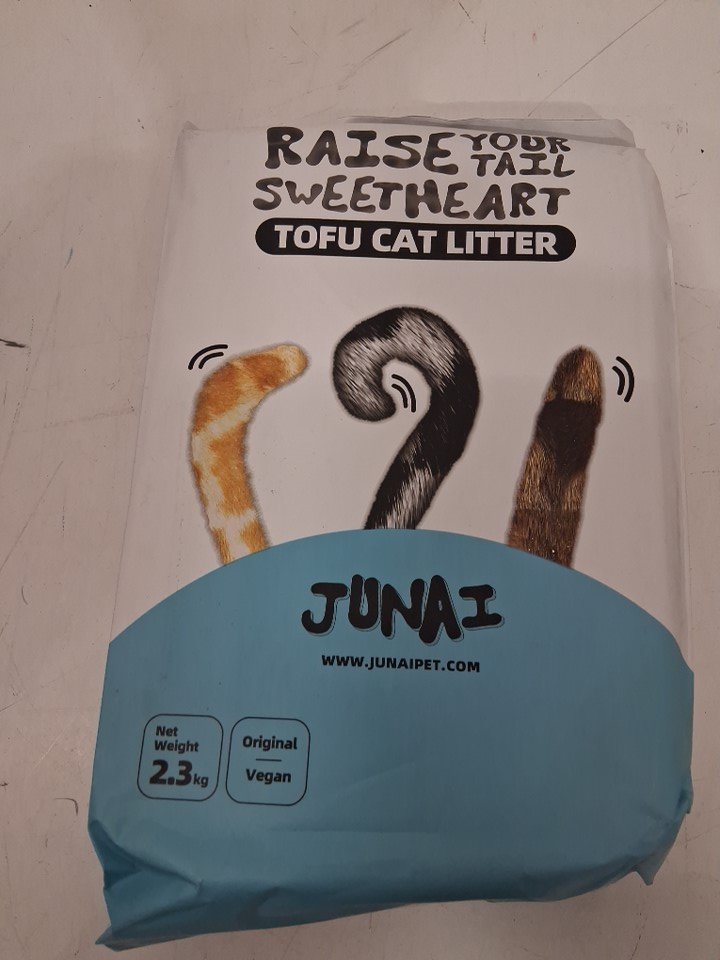 RAISE YOUR TAIL
SWEETHEART
TOFU CAT LITTER
JUNAI
WWW.JUNAIPET.COM
Net
Weight
2.3kg
Original
Vegan